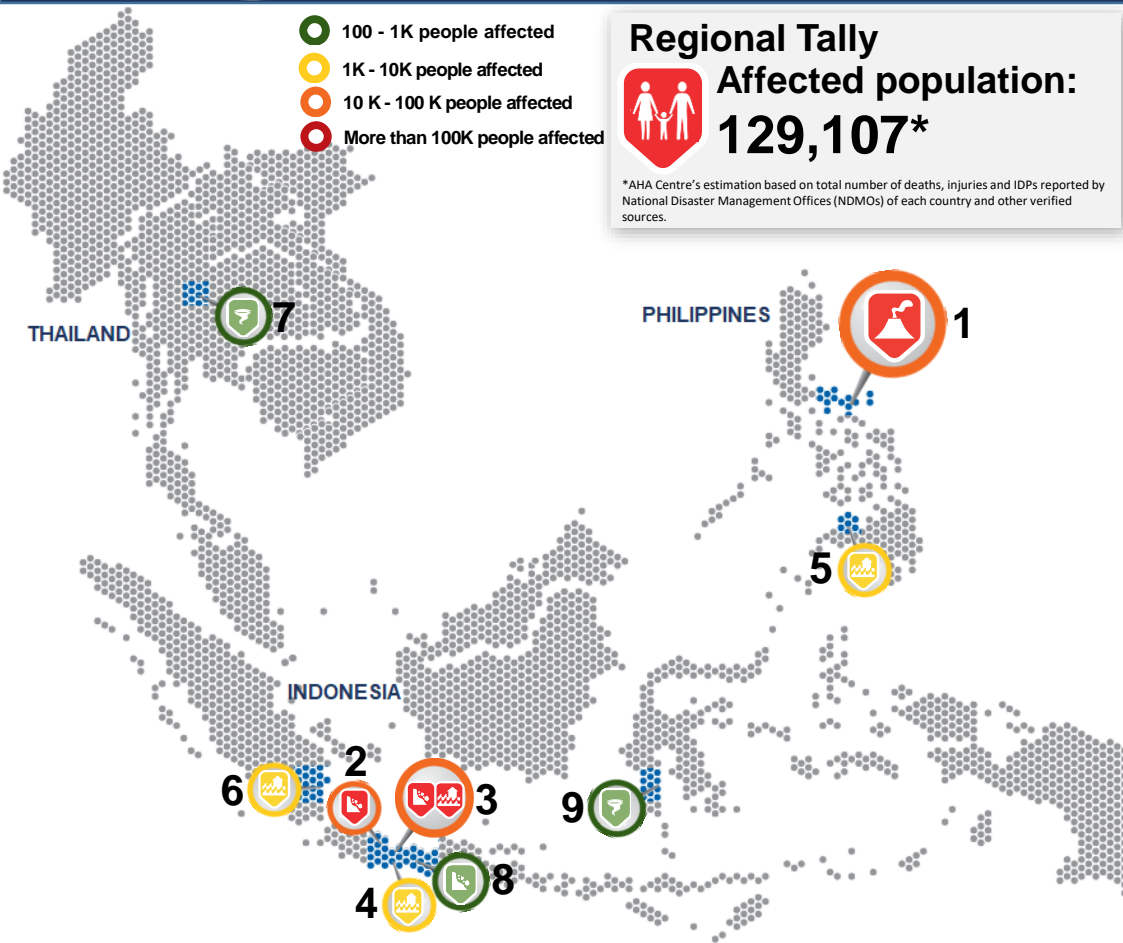 100 - 1K people affected
1K - 10K people affected
10 K - 100 K people affected
More than 100K people affected
Regional Tally
Affected population:
129,107*
*AHA Centre's estimation based on total number of deaths, injuries and IDPs reported by
National Disaster Management Offices (NDMOs) of each country and other verified
sources.
THAILAND
7
PHILIPPINES
1
5
INDONESIA
6
2
3
9
8
4